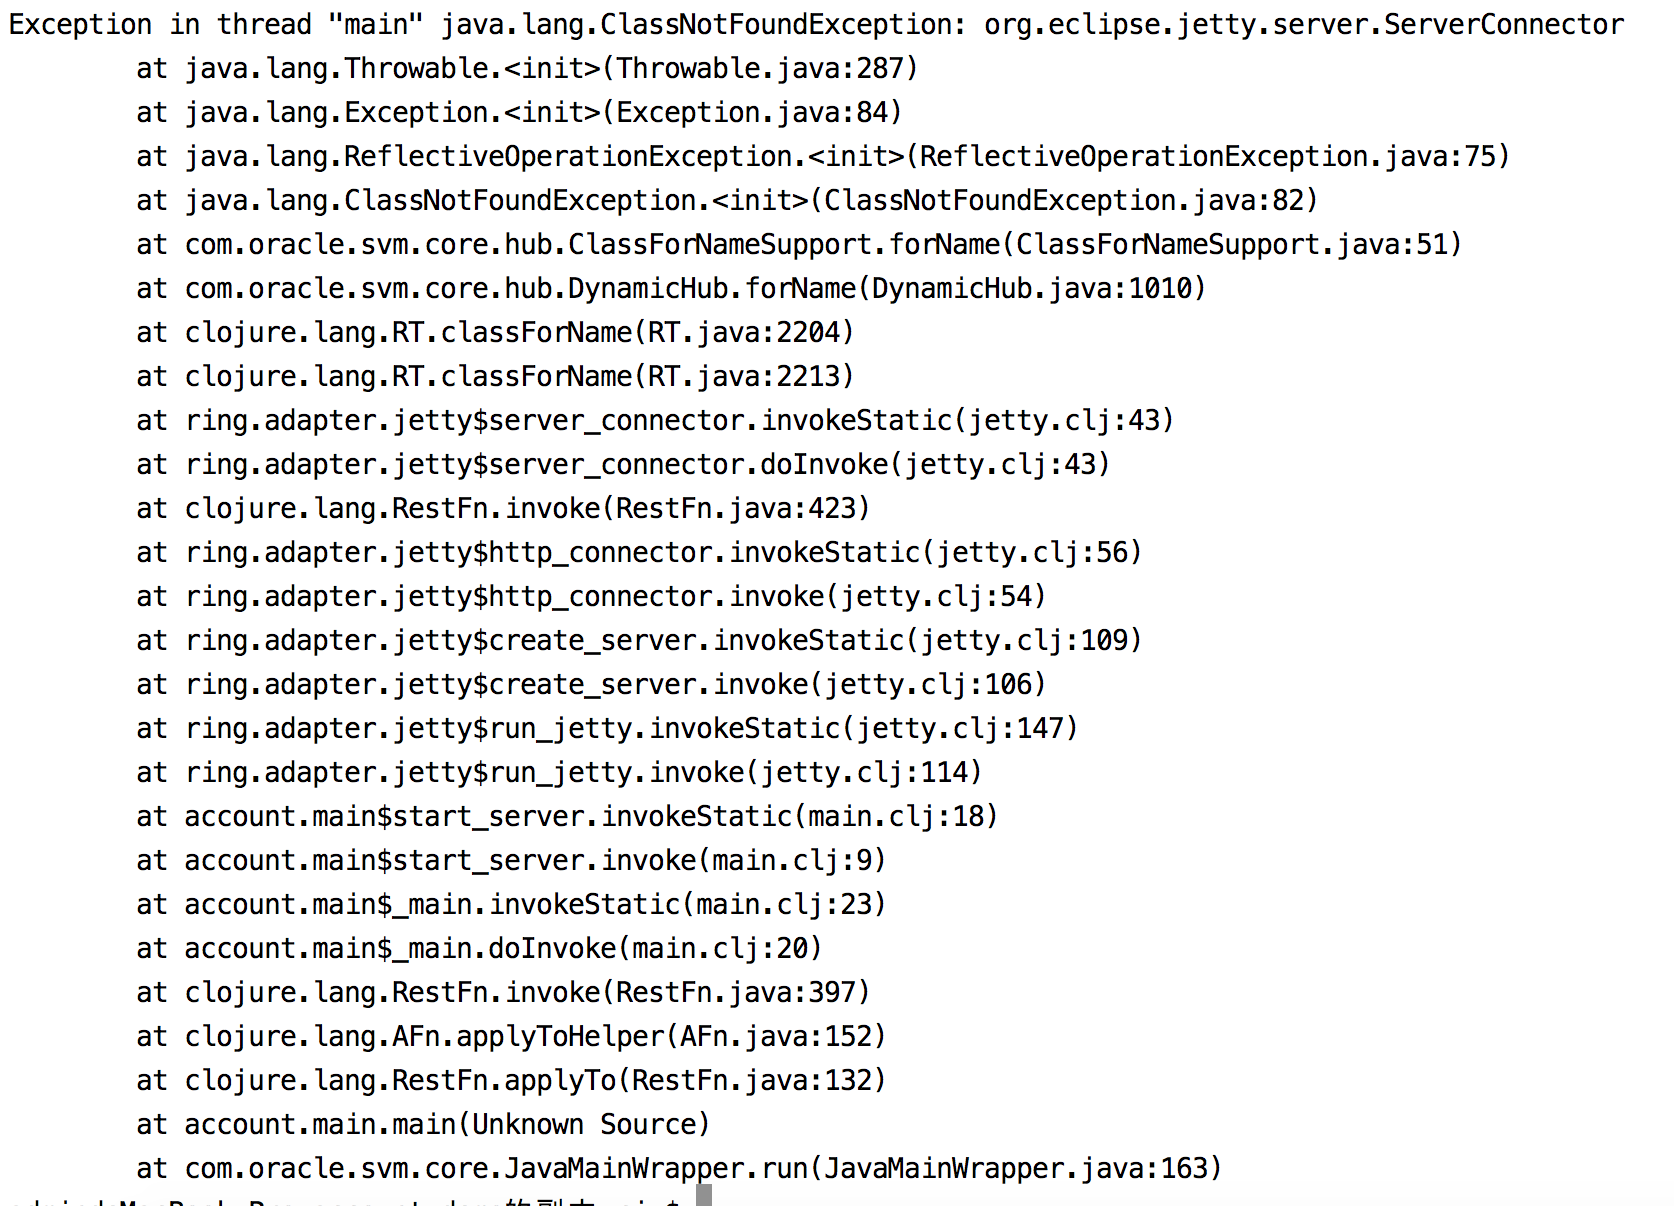 Exception in thread "main" java.lang.ClassNotFoundException: org.eclipse.jetty.server.ServerConnector
at java.lang.Throwable.<init>(Throwable.java:287)
at java.lang.Exception.<init>(Exception.java:84)
at java.lang.ReflectiveOperationException.<init>(ReflectiveOperationException.java:75)
at java.lang.ClassNotFoundException.<init>(ClassNotFoundException.java:82)
at com.oracle.svm.core.hub.ClassForNameSupport.forName(ClassForNameSupport.java:51)
at com.oracle.svm.core.hub.DynamicHub.forName(DynamicHub.java:1010)
at clojure.lang.RT.classForName(RT.java:2204)
at clojure.lang.RT.classForName(RT.java:2213)
at ring.adapter.jetty$server_connector.invokeStatic(jetty.clj:43)
at ring.adapter.jetty$server_connector.doInvoke(jetty.clj:43)
at clojure.lang.RestFn.invoke(RestFn.java:423)
at ring.adapter.jetty$http_connector.invokeStatic(jetty.clj:56)
at ring.adapter.jetty$http_connector.invoke(jetty.clj:54)
at ring.adapter.jetty$create_server.invokeStatic(jetty.clj:109)
at ring.adapter.jetty$create_server.invoke(jetty.clj:106)
at ring.adapter.jetty$run_jetty.invokeStatic(jetty.clj:147)
at ring.adapter.jetty$run_jetty.invoke(jetty.clj:114)
at account.main$start_server.invokeStatic(main.clj:18)
at account.main$start_server.invoke(main.clj:9)
at account.main$_main.invokeStatic(main.clj:23)
at account.main$_main.doInvoke(main.clj:20)
at clojure.lang.RestFn.invoke(RestFn.java:397)
at clojure.lang.AFn.applyToHelper(AFn.java:152)
at clojure.lang.RestFn.applyTo(RestFn.java:132)
at account.main.main(Unknown Source)
at com.oracle.svm.core.JavaMainWrapper.run(JavaMainWrapper.java:163)